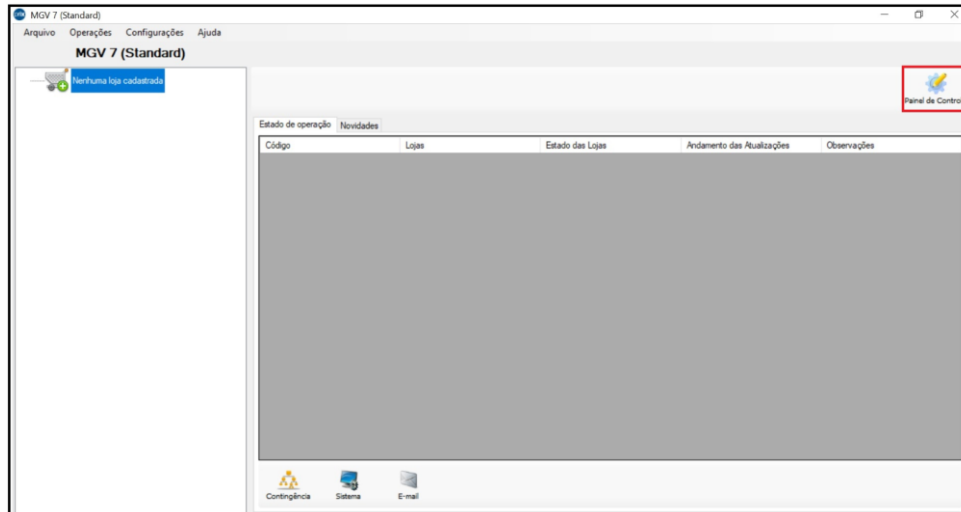 MGV 7 (Standard)
Arquivo Operações Configurações Ajuda
MGV 7 (Standard)
Nenhuma loja cadastrada
Painel de Control
Estado de operação Novidades
Código Lojas Estado das Lojas Andamento das Atualizações Observações
Contingência Sistema E-mail